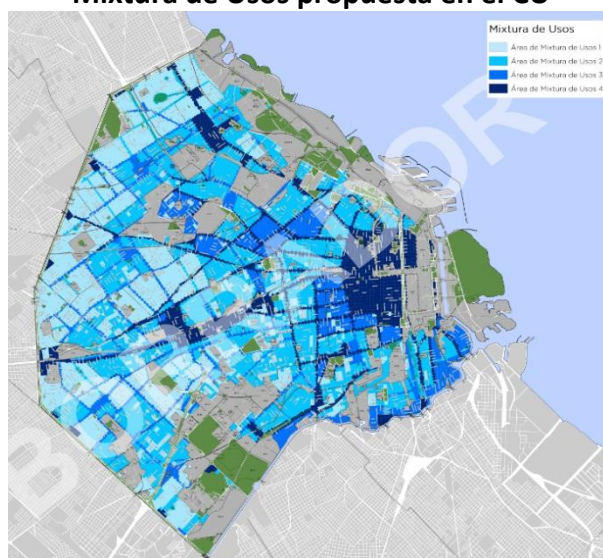 Mixtura de Usos propuesta en el CU
Mixtura de Usos
Área de Mixtura de Usos 1
Área de Mixtura de Usos 2
Área de Mixtura de Usos 3
Área de Mixtura de Usos 4
BORRADOR